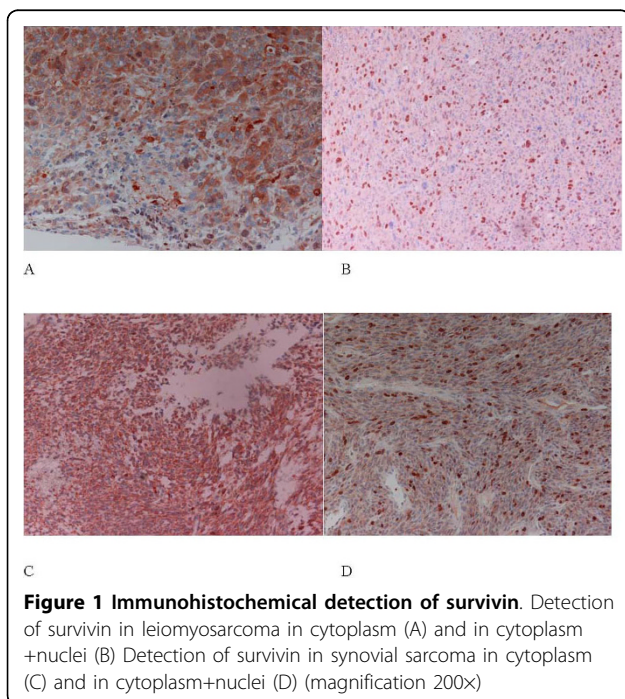 A
B
C
D
Figure 1 Immunohistochemical detection of survivin. Detection
of survivin in leiomyosarcoma in cytoplasm (A) and in cytoplasm
+nuclei (B) Detection of survivin in synovial sarcoma in cytoplasm
(C) and in cytoplasm+nuclei (D) (magnification 200×)